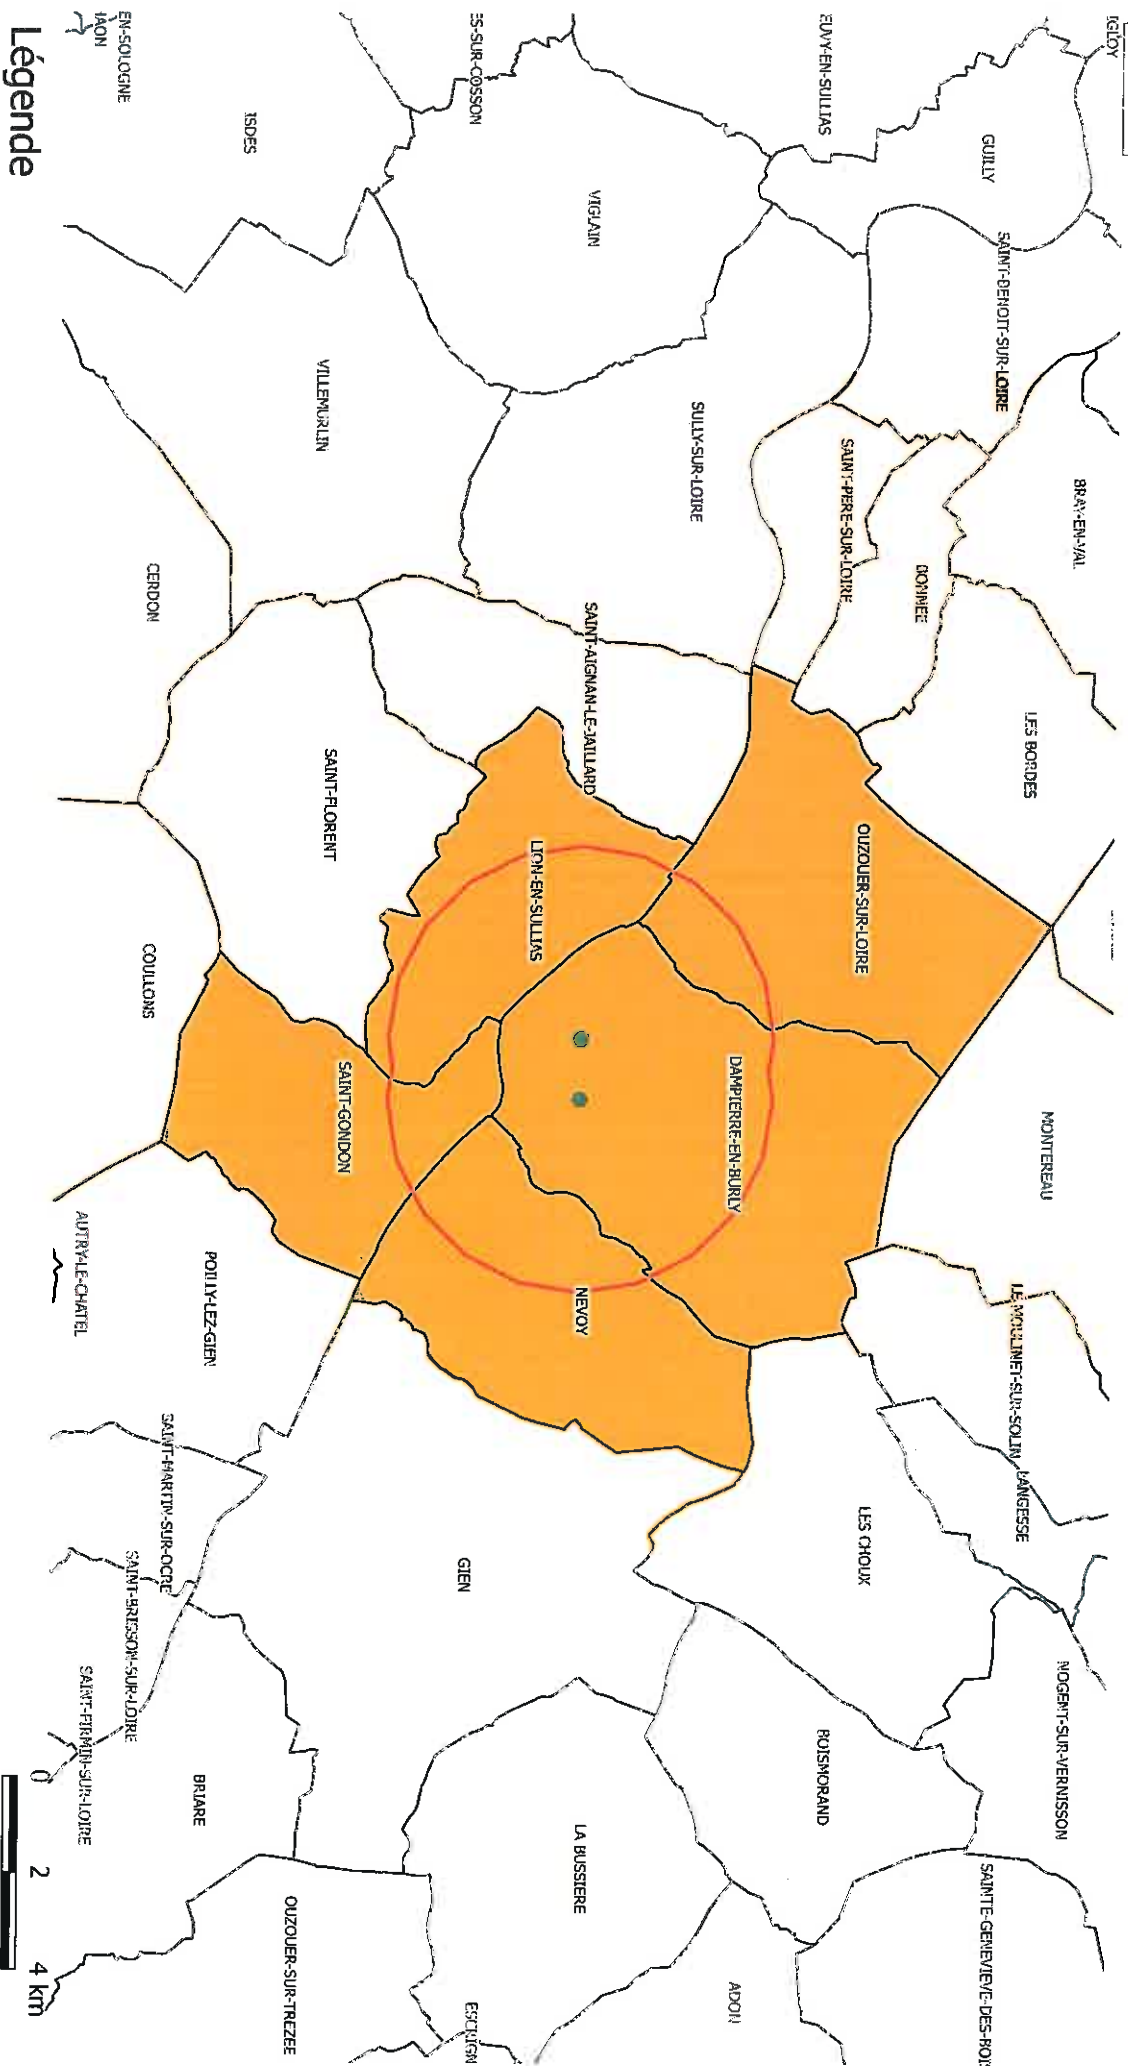 GUILLY
SAINT-BENOIT-SUR-LOIRE
BRAY-EN-VAL
LES BORDES
MONTEREAU
LE MOULINET-SUR-SOLIN
LANGESSE
NOGENT-SUR-VERNISSON
SAINTE-GENEVIEVE-DES-BOIS
EUVY-EN-SULLIAS
SAINT-PERE-SUR-LOIRE
BONNEE
OUZOUER-SUR-LOIRE
DAMPIERRE-EN-BURLY
LES CHOUX
BOISMORAND
ADON
SULLY-SUR-LOIRE
VIGLAIN
SAINT-AIGNAN-LE-JAILLARD
LION-EN-SULLIAS
NEVOY
GIEN
LA BUSSIERE
ES-SUR-COSSON
ESCRIGN
ISDES
VILLEMURLIN
SAINT-FLORENT
SAINT-GONDON
POILLY-LEZ-GIEN
OUZOUER-SUR-TREZEE
EN-SOLOGNE
CERDON
COULLONS
AUTRY-LE-CHATEL
SAINT-MARTIN-SUR-OCRE
SAINT-BRISSON-SUR-LOIRE
SAINT-FIRMIN-SUR-LOIRE
BRIARE
Légende
0 2 4 km